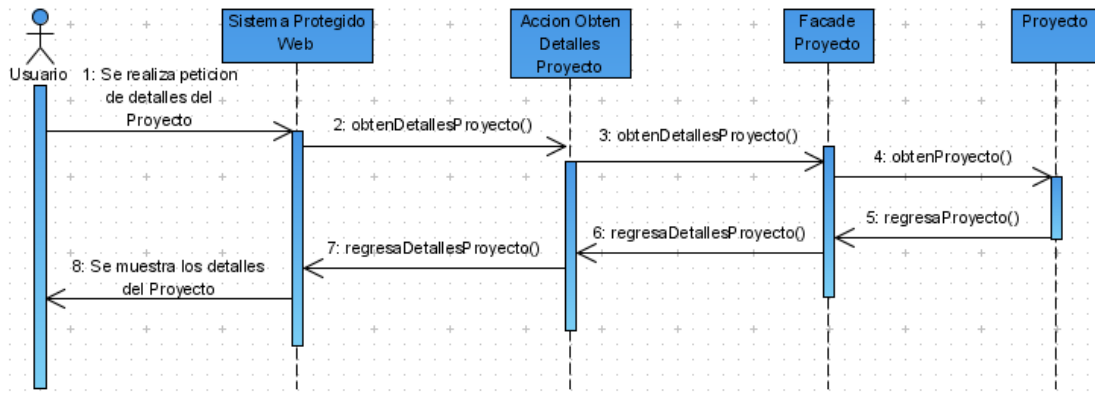 Sistema Protegido
Web
Accion Obten
Detalles
Proyecto
Facade
Proyecto
Proyecto
Usuario
1: Se realiza peticion
de detalles del
Proyecto
2: obtenDetallesProyecto()
3: obtenDetallesProyecto()
4: obtenProyecto()
5: regresaProyecto()
6: regresaDetallesProyecto()
7: regresaDetallesProyecto()
8: Se muestra los detalles
del Proyecto